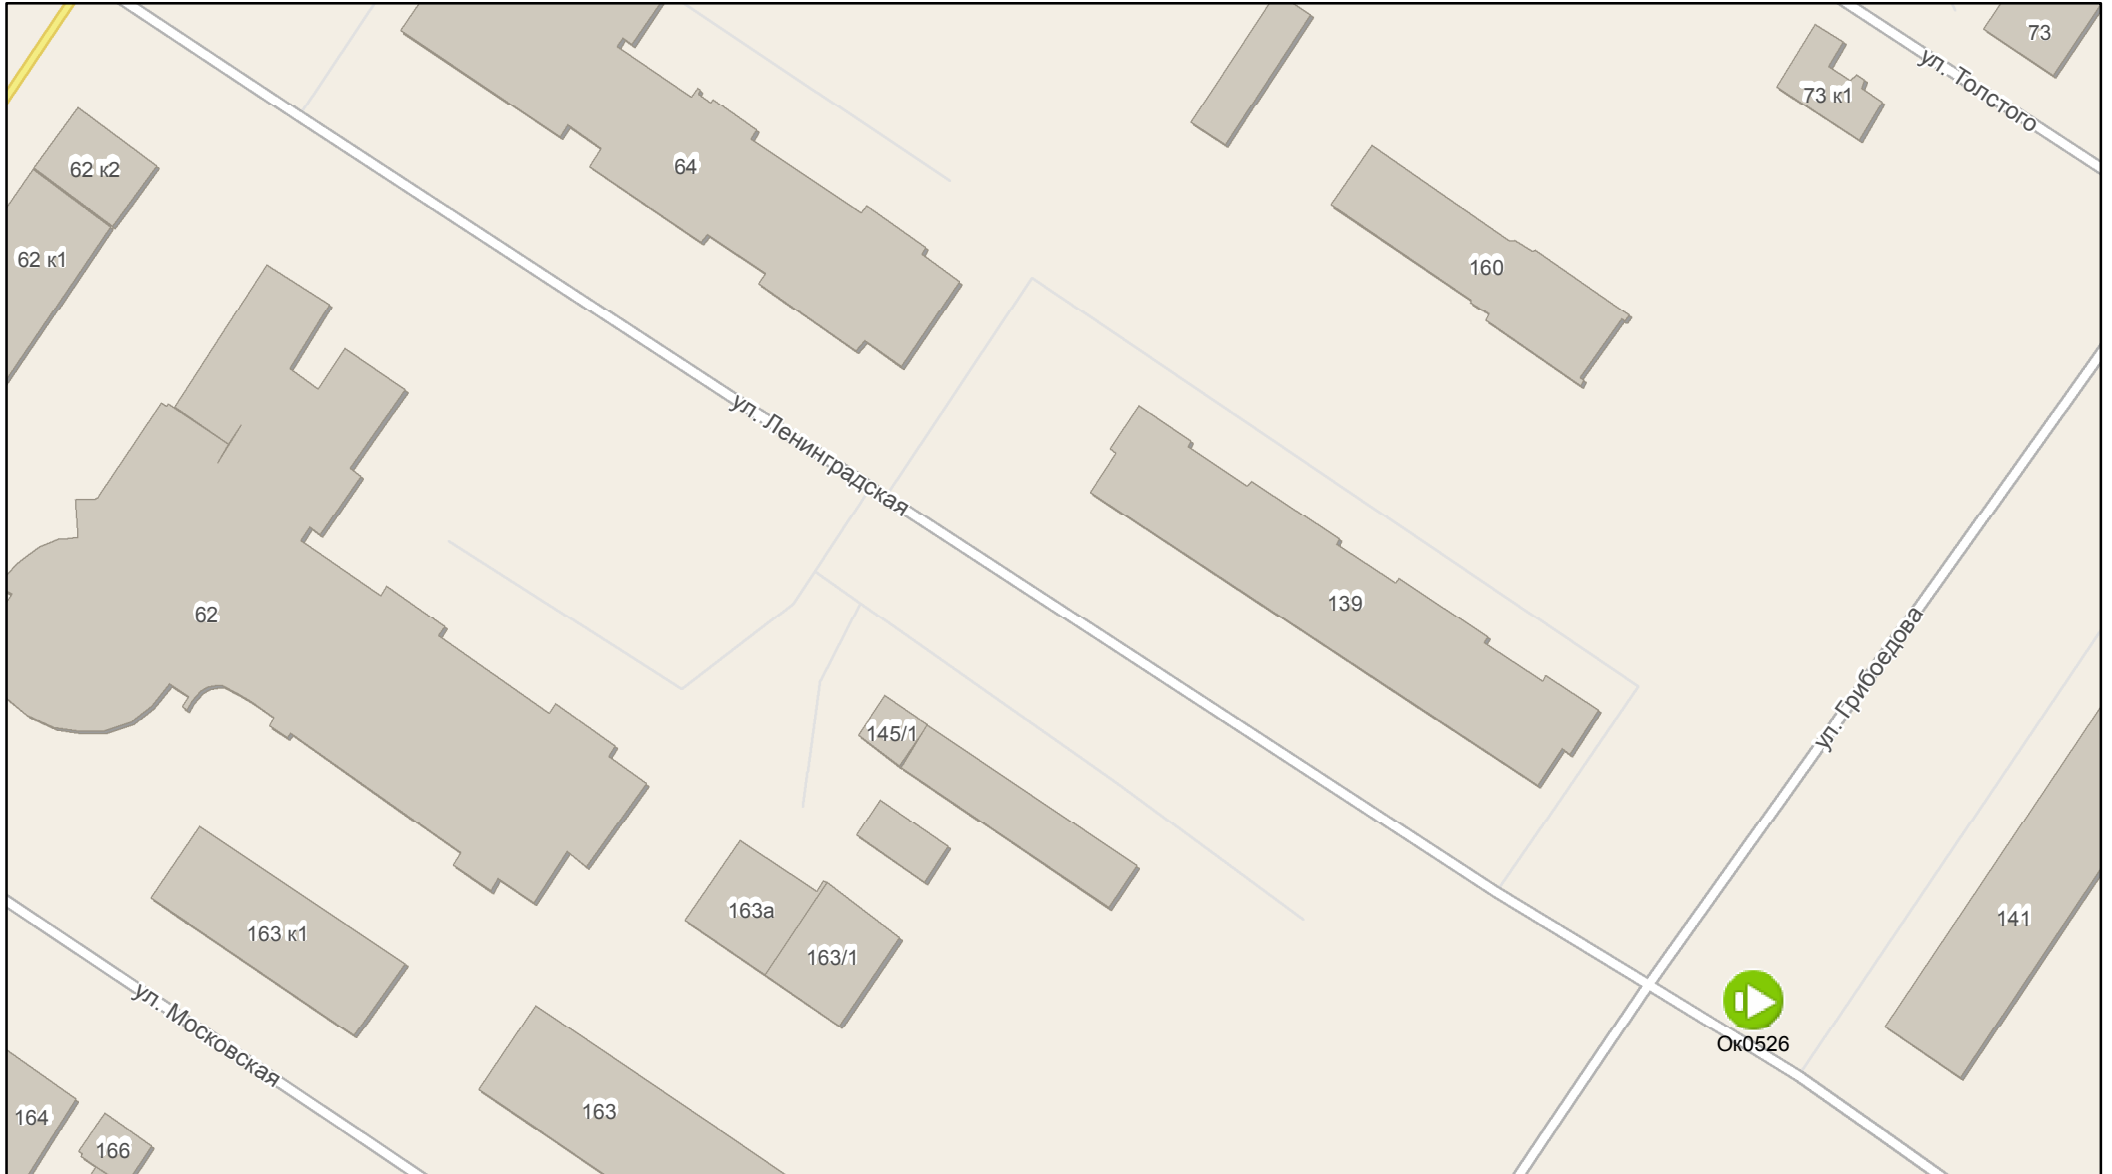 73
ул. Толстого
73 к1
64
62 к2
62 к1
160
ул. Ленинградская
139
62
ул. Грибоедова
145/1
163а
141
163 к1
163/1
ул. Московская
Ок0526
163
164
166